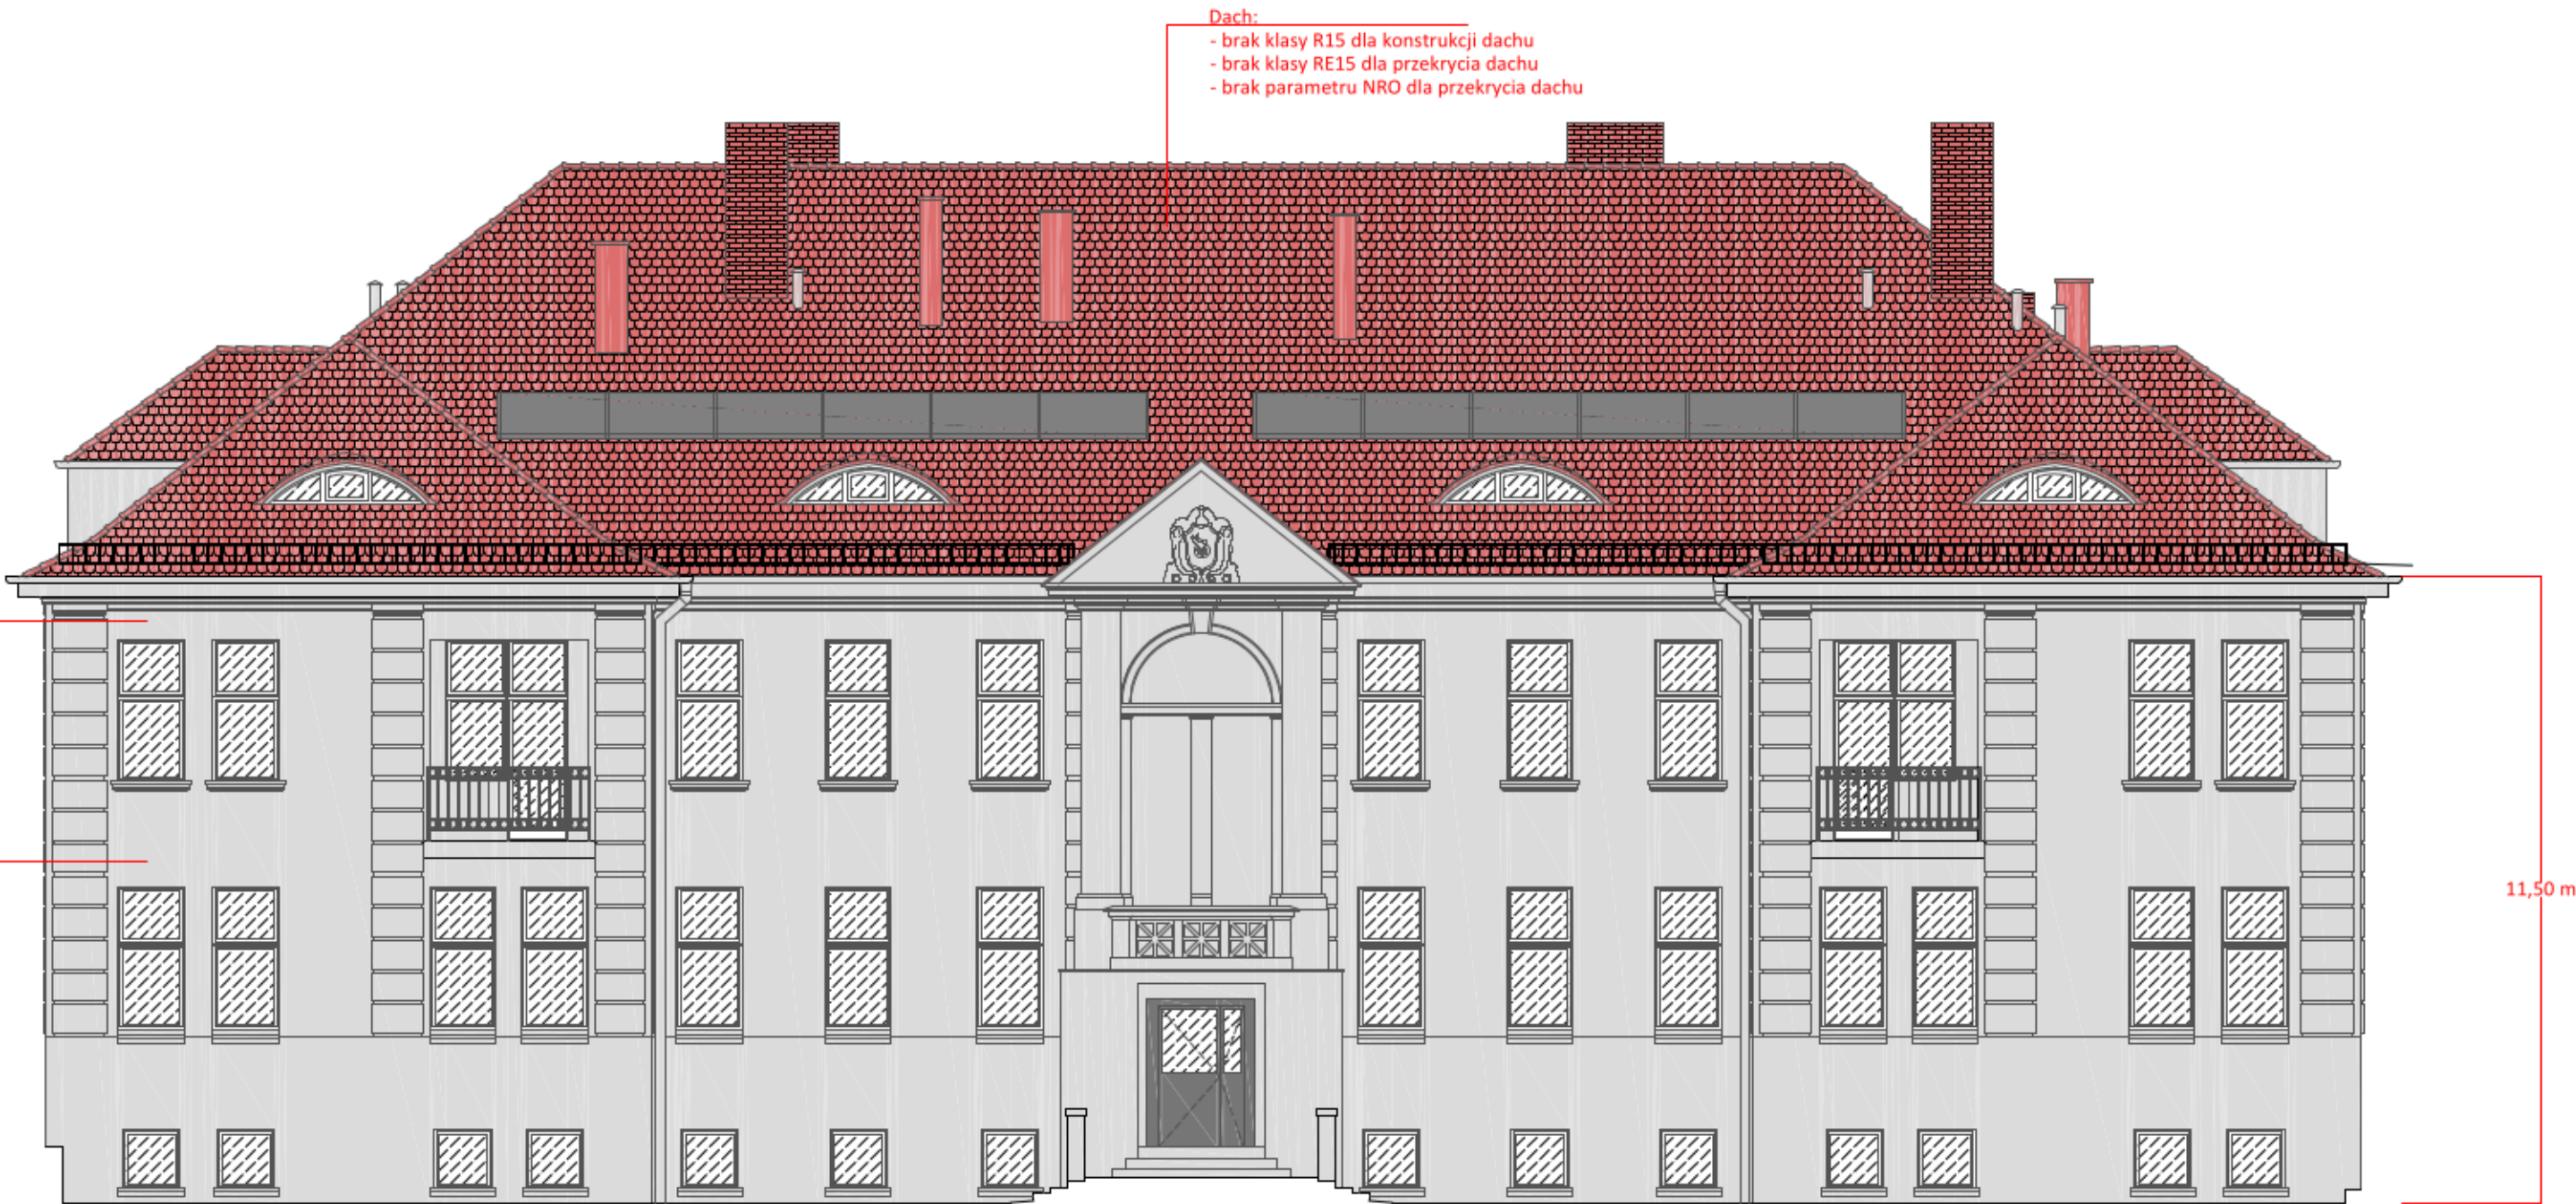 Dach:
- brak klasy R15 dla konstrukcji dachu
- brak klasy RE15 dla przekrycia dachu
- brak parametru NRO dla przekrycia dachu
11,50 m